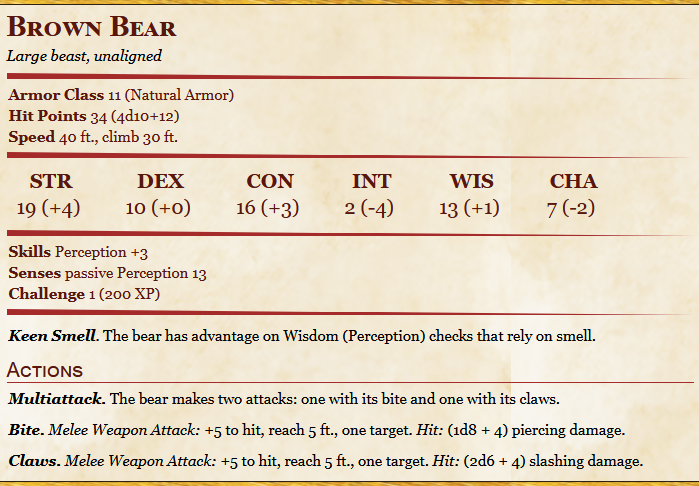 Brown Bear
Large beast, unaligned
Armor Class 11 (Natural Armor)
Hit Points 34 (4d10+12)
Speed 40 ft., climb 30 ft.
STR DEX CON INT WIS CHA
19 (+4) 10 (+0) 16 (+3) 2 (-4) 13 (+1) 7 (-2)
Skills Perception +3
Senses passive Perception 13
Challenge 1 (200 XP)
Keen Smell. The bear has advantage on Wisdom (Perception) checks that rely on smell.
Actions
Multiattack. The bear makes two attacks: one with its bite and one with its claws.
Bite. Melee Weapon Attack: +5 to hit, reach 5 ft., one target. Hit: (1d8 + 4) piercing damage.
Claws. Melee Weapon Attack: +5 to hit, reach 5 ft., one target. Hit: (2d6 + 4) slashing damage.